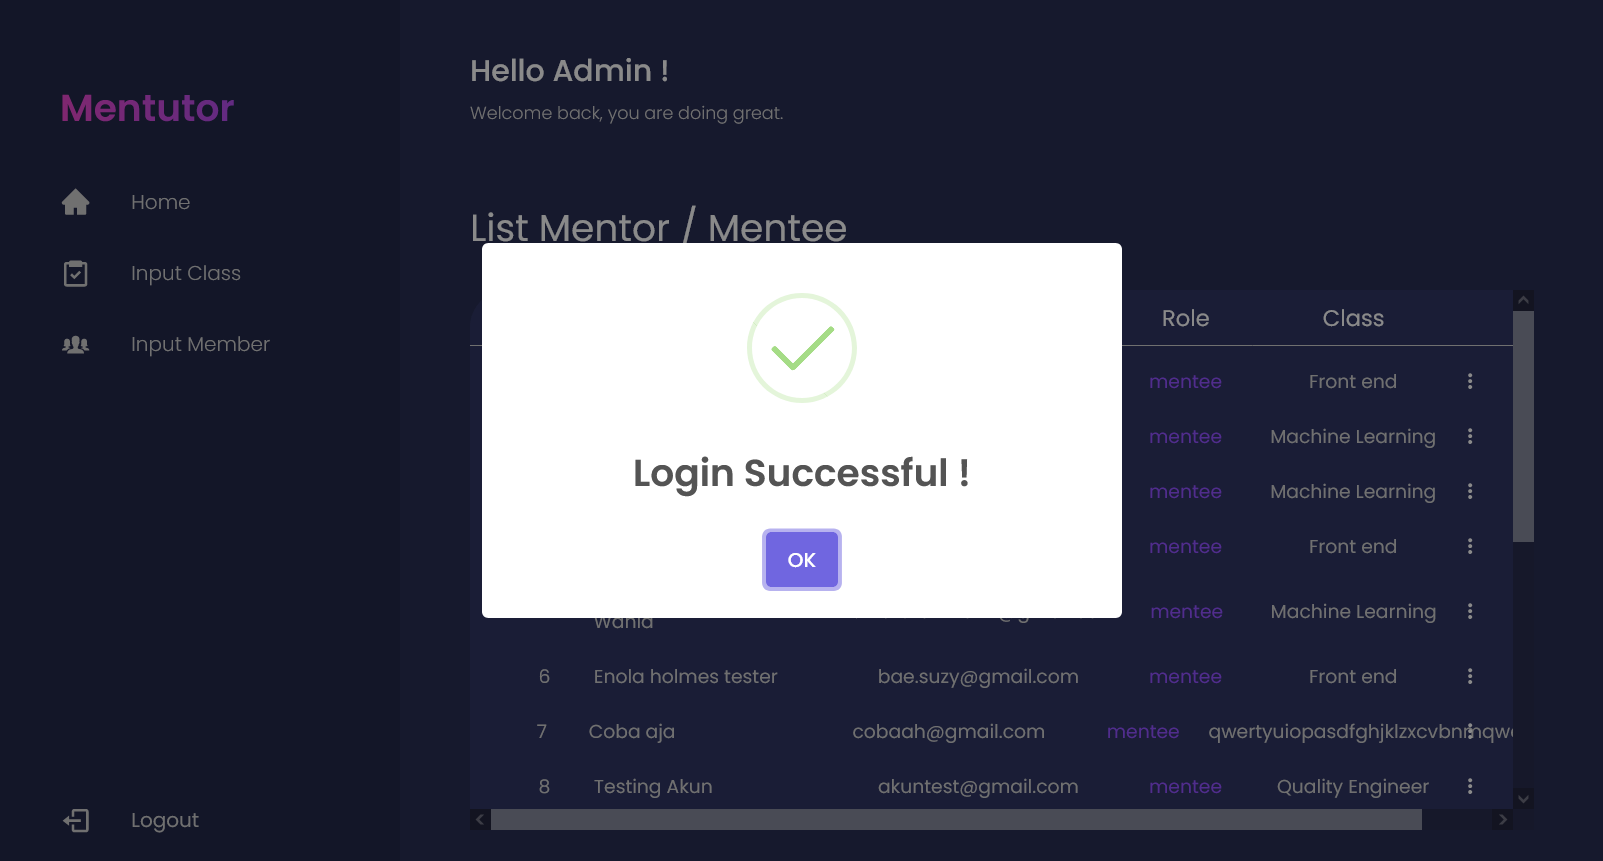 Mentutor
Home
Input Class
Input Member
Logout
Hello Admin !
Welcome back, you are doing great.
List Mentor / Mentee
Role Class
mentee Front end
mentee Machine Learning
mentee Machine Learning
mentee Front end
mentee Machine Learning
Wahid
6 Enola holmes tester bae.suzy@gmail.com mentee Front end
7 Coba aja cobaah@gmail.com mentee qwertyuiopasdfghjklzxcvbnmqwe
8 Testing Akun akuntest@gmail.com mentee Quality Engineer
Login Successful !
OK